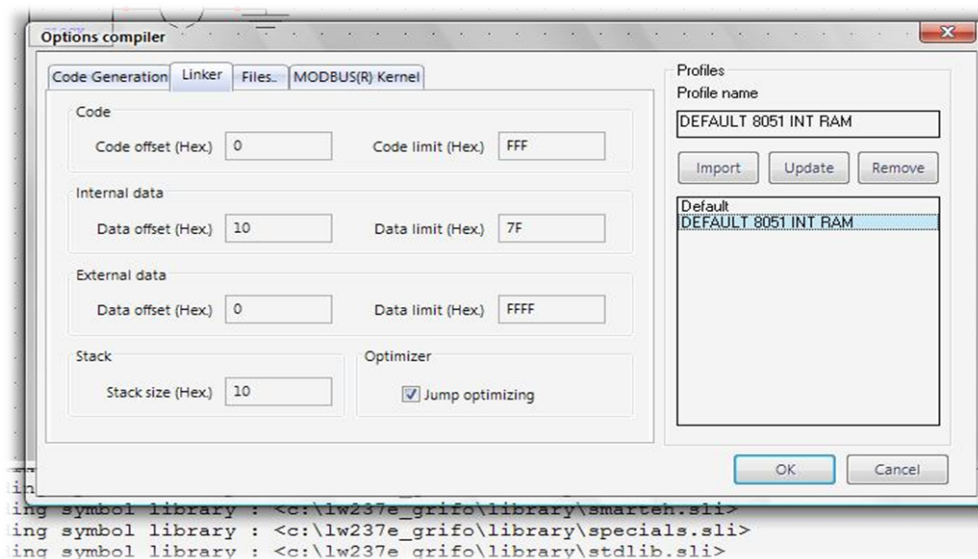 Options compiler
Code Generation Linker Files.. MODBUS(R) Kernel
Code
Code offset (Hex.) 0 Code limit (Hex.) FFF
Internal data
Data offset (Hex.) 10 Data limit (Hex.) 7F
External data
Data offset (Hex.) 0 Data limit (Hex.) FFFF
Stack
Stack size (Hex.) 10
Optimizer
Jump optimizing
Profiles
Profile name
DEFAULT 8051 INT RAM
Import Update Remove
Default
DEFAULT 8051 INT RAM
OK Cancel
ing symbol library : <c:\lw237e_grifo\library\smarteh.sli>
ing symbol library : <c:\lw237e_grifo\library\specials.sli>
ing symbol library : <c:\lw237e_grifo\library\stdlib.sli>